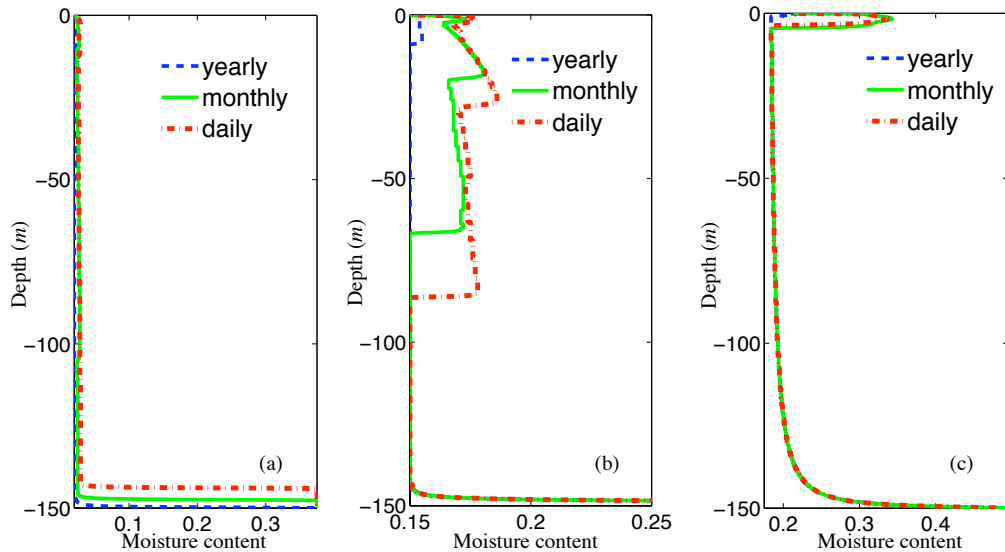 0
−50
−100
−150
Depth (m)
0.1
0.2
0.3
Moisture content
yearly
monthly
daily
(a)
0
−50
−100
−150
Depth (m)
0.15
0.2
0.25
Moisture content
yearly
monthly
daily
(b)
0
−50
−100
−150
Depth (m)
0.2
0.3
0.4
Moisture content
yearly
monthly
daily
(c)